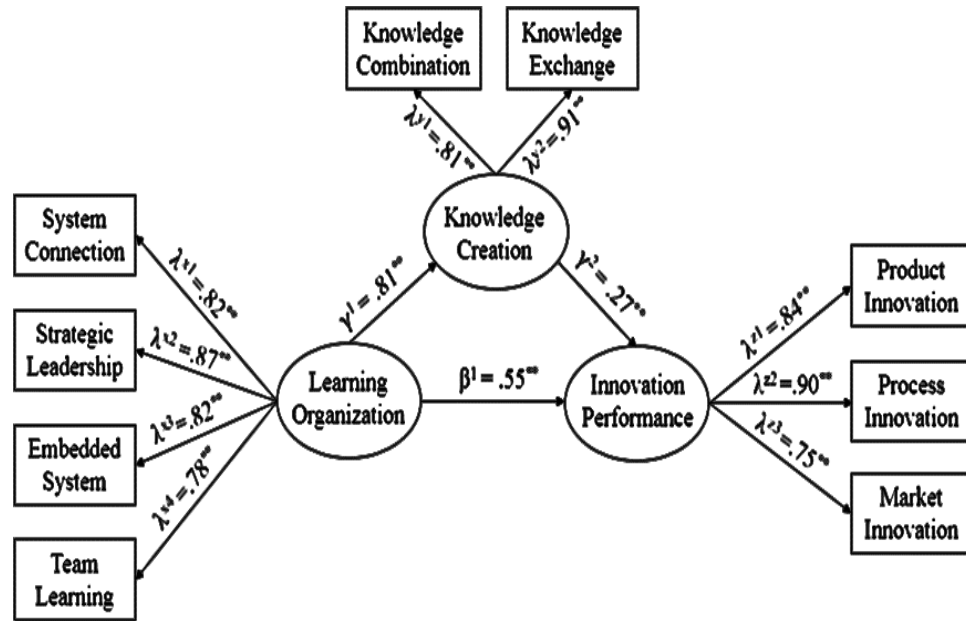 Knowledge
Combination
Knowledge
Exchange
λy1=.81**
λy2=.91**
System
Connection
Knowledge
Creation
λx1=.82**
γ1 = .81**
γ2 = .27**
Product
Innovation
Strategic
Leadership
λx2=.87**
λz1=.84**
Learning
Organization
β1 = .55**
Innovation
Performance
λz2=.90**
Process
Innovation
Embedded
System
λx3=.82**
λz3=.75**
λx4=.78**
Market
Innovation
Team
Learning